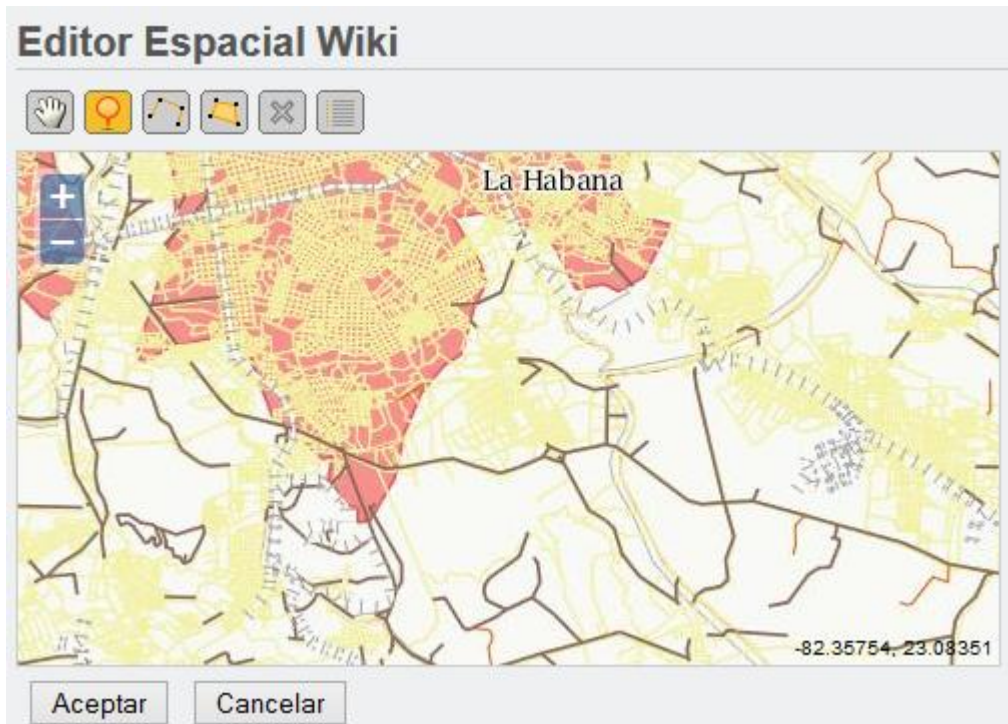 Editor Espacial Wiki
+
−
La Habana
-82.35754, 23.08351
Aceptar
Cancelar